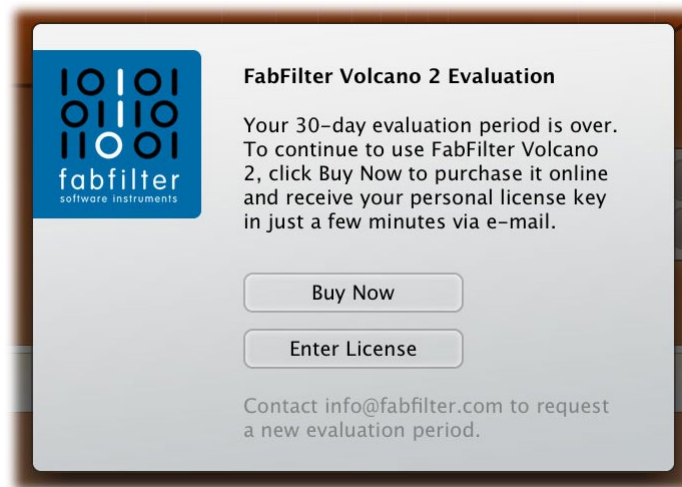 IOIOI
OIIIO
IIOOI
fabfilter
software instruments
FabFilter Volcano 2 Evaluation
Your 30-day evaluation period is over.
To continue to use FabFilter Volcano
2, click Buy Now to purchase it online
and receive your personal license key
in just a few minutes via e-mail.
Buy Now
Enter License
Contact info@fabfilter.com to request
a new evaluation period.